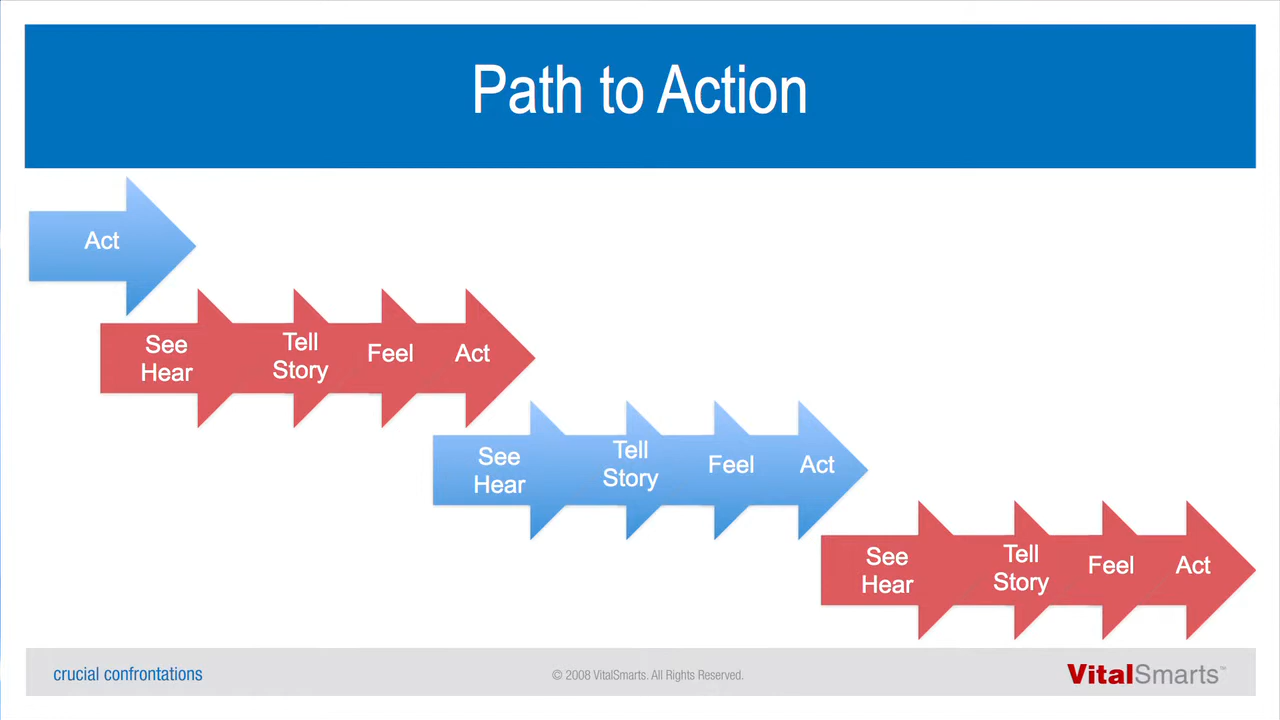 Path to Action
Act
See
Hear
Tell
Story
Feel
Act
See
Hear
Tell
Story
Feel
Act
See
Hear
Tell
Story
Feel
Act
crucial confrontations
© 2008 VitalSmarts. All Rights Reserved.
VitalSmarts™